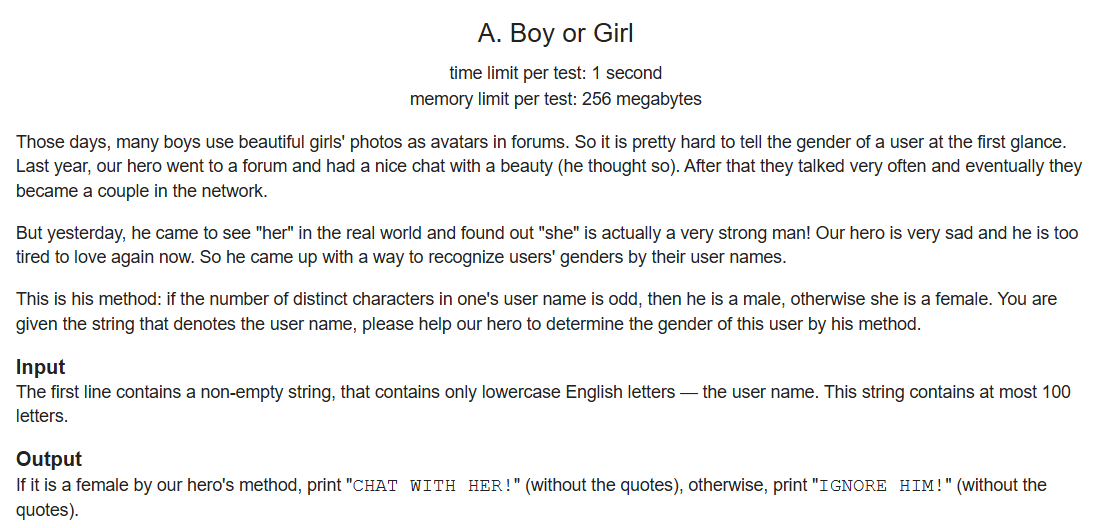 A. Boy or Girl
time limit per test: 1 second
memory limit per test: 256 megabytes
Those days, many boys use beautiful girls' photos as avatars in forums. So it is pretty hard to tell the gender of a user at the first glance.
Last year, our hero went to a forum and had a nice chat with a beauty (he thought so). After that they talked very often and eventually they
became a couple in the network.
But yesterday, he came to see "her" in the real world and found out "she" is actually a very strong man! Our hero is very sad and he is too
tired to love again now. So he came up with a way to recognize users' genders by their user names.
This is his method: if the number of distinct characters in one's user name is odd, then he is a male, otherwise she is a female. You are
given the string that denotes the user name, please help our hero to determine the gender of this user by his method.
Input
The first line contains a non-empty string, that contains only lowercase English letters — the user name. This string contains at most 100
letters.
Output
If it is a female by our hero's method, print "CHAT WITH HER!" (without the quotes), otherwise, print "IGNORE HIM!" (without the
quotes).